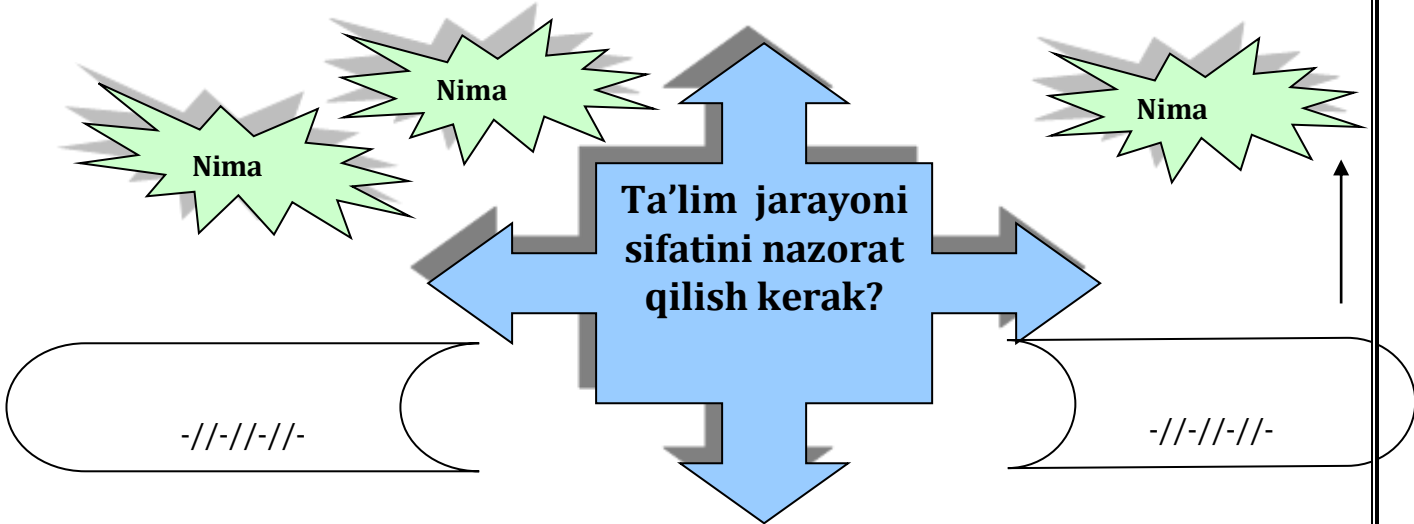 Nima
Nima
Nima
Ta’lim jarayoni
sifatini nazorat
qilish kerak?
-//-//-//-
-//-//-//-